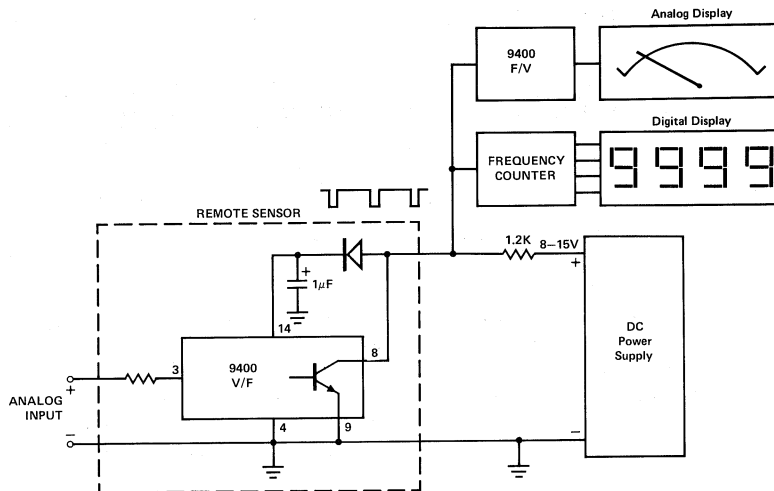 Analog Display
9400
F/V
Digital Display
FREQUENCY
COUNTER
9999
REMOTE SENSOR
1.2K
8–15V
+
+
1μF
14
DC
Power
Supply
3
9400
V/F
8
+
ANALOG
INPUT
−
4
9
−